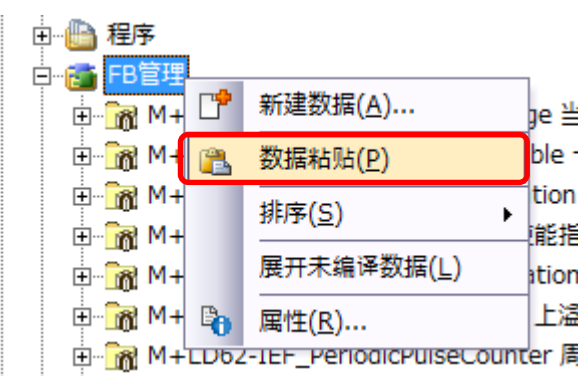 程序
FB管理
M+
新建数据(A)...
ge 当
M+
数据粘贴(P)
ble
M+
tion
排序(S)
M+
能指
展开未编译数据(L)
M+
ation
M+
属性(R)...
上溢
M+LD62-IEF_PeriodicPulseCounter 周